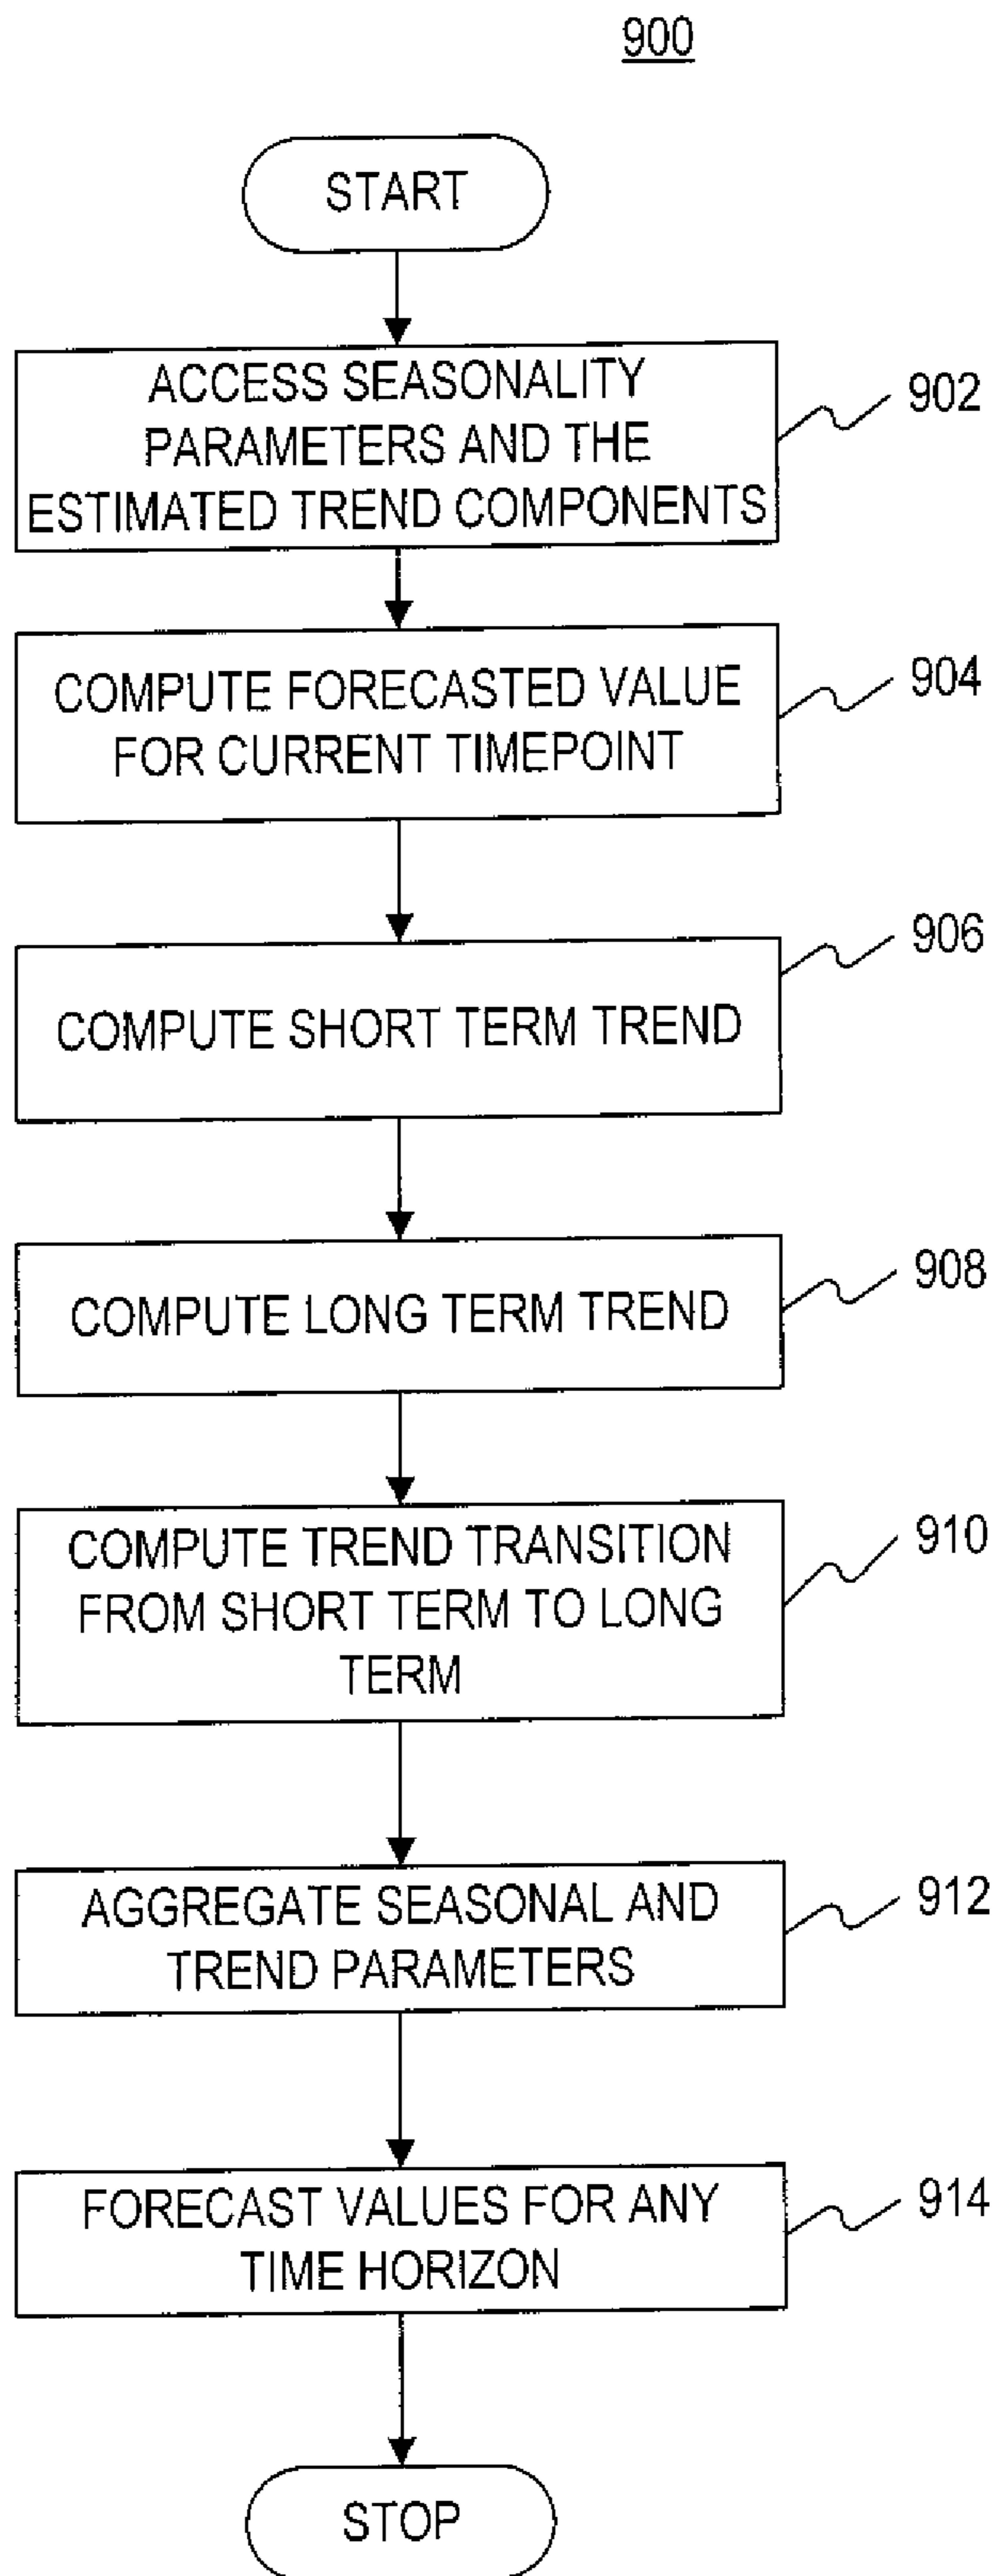 900
START
ACCESS SEASONALITY
PARAMETERS AND THE
ESTIMATED TREND COMPONENTS
902
COMPUTE FORECASTED VALUE
FOR CURRENT TIMEPOINT
904
COMPUTE SHORT TERM TREND
906
COMPUTE LONG TERM TREND
908
COMPUTE TREND TRANSITION
FROM SHORT TERM TO LONG
TERM
910
AGGREGATE SEASONAL AND
TREND PARAMETERS
912
FORECAST VALUES FOR ANY
TIME HORIZON
914
STOP